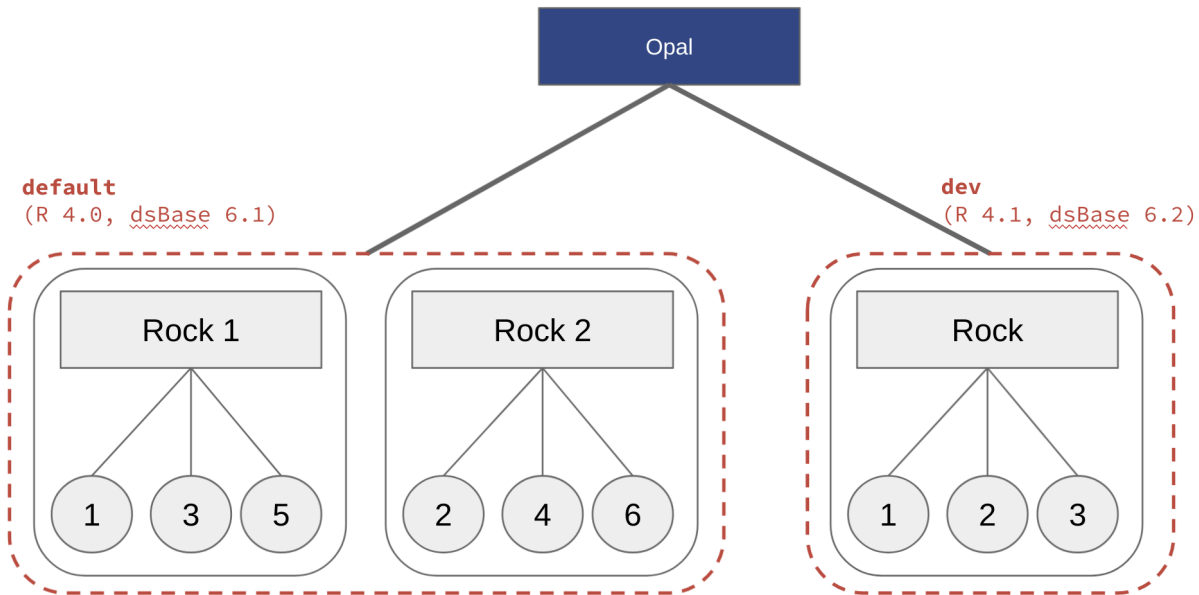 Opal
default
(R 4.0, dsBase 6.1)
dev
(R 4.1, dsBase 6.2)
Rock 1
Rock 2
Rock
1
3
5
2
4
6
1
2
3